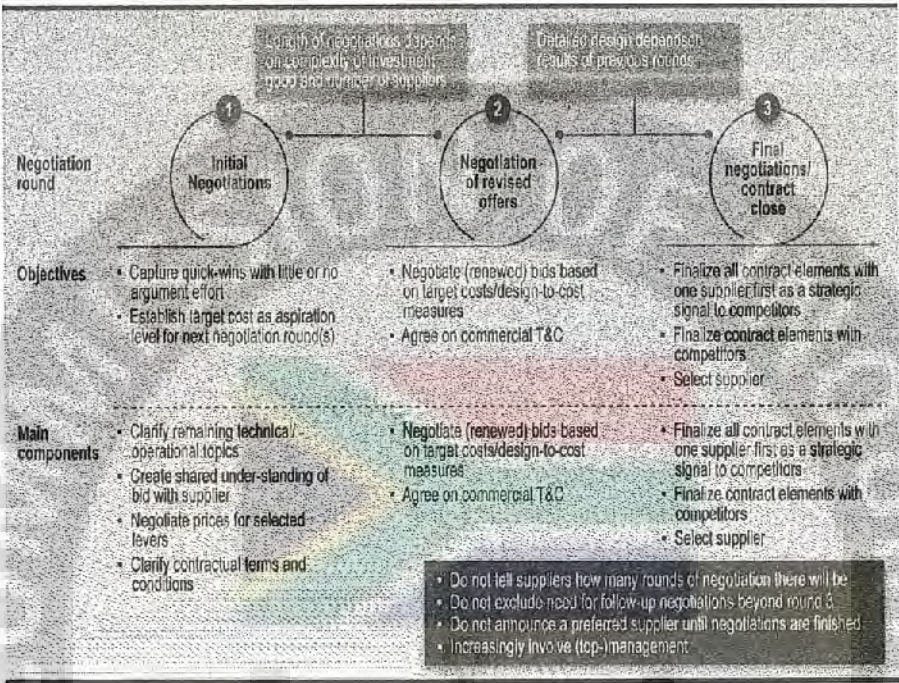 Length of negotiations depends
on complexity of investment
good and number of suppliers
Detailed design depends on
results of previous rounds
1
2
3
Negotiation
round
Initial
Negotiations
Negotiation
of revised
offers
Final
negotiations/
contract
close
Objectives
• Capture quick-wins with little or no
argument effort
• Establish target cost as aspiration
level for next negotiation round(s)
• Negotiate (renewed) bids based
on target costs/design-to-cost
measures
• Agree on commercial T&C
• Finalize all contract elements with
one supplier first as a strategic
signal to competitors
• Finalize contract elements with
competitors
• Select supplier
Main
components
• Clarify remaining technical/
operational topics
• Create shared under-standing of
bid with supplier
• Negotiate prices for selected
levers
• Clarify contractual terms and
conditions
• Negotiate (renewed) bids based
on target costs/design-to-cost
measures
• Agree on commercial T&C
• Finalize all contract elements with
one supplier first as a strategic
signal to competitors
• Finalize contract elements with
competitors
• Select supplier
• Do not tell suppliers how many rounds of negotiation there will be
• Do not exclude need for follow-up negotiations beyond round 3
• Do not announce a preferred supplier until negotiations are finished
• Increasingly involve (top-)management